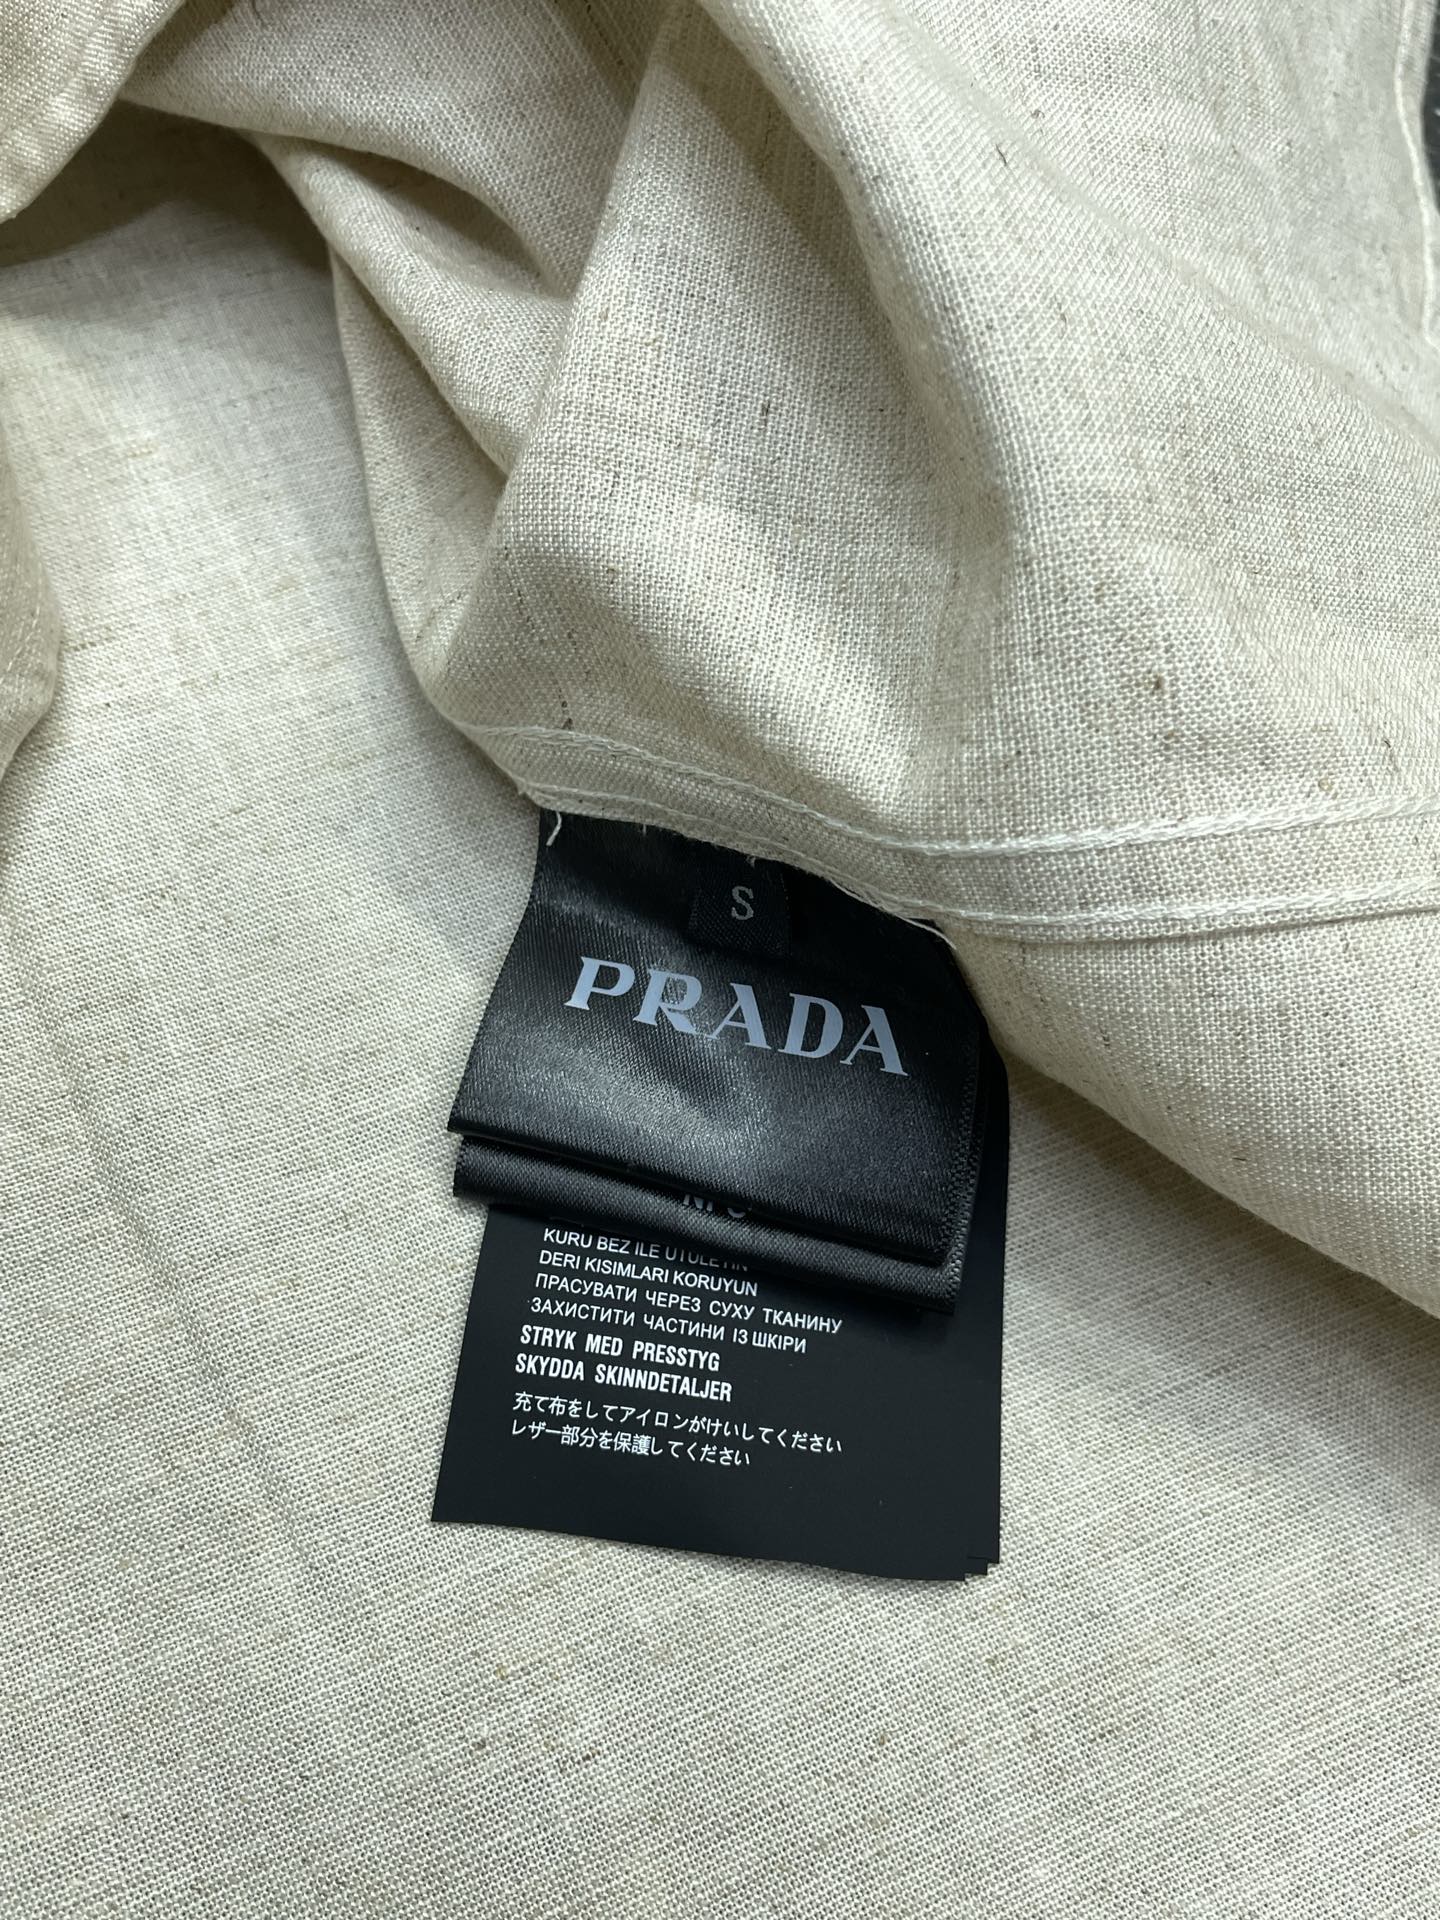 S
PRADA
KURU BEZ ILE UTULETIN
DERI KISIMLARI KORUYUN
ПРАСУВАТИ ЧЕРЕЗ СУХУ ТКАНИНУ
ЗАХИСТИТИ ЧАСТИНИ ІЗ ШКІРИ
STRYK MED PRESSTYG
SKYDDA SKINNDETALJER
充て布をしてアイロンがけいしてください
レザー部分を保護してください